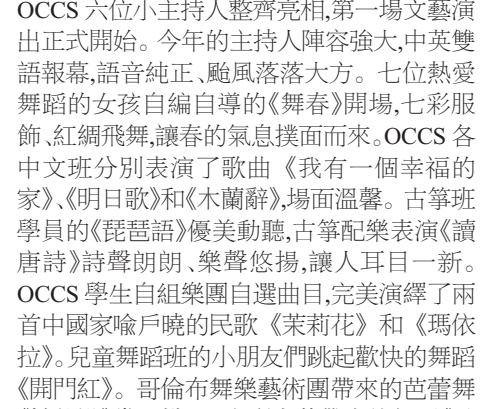 OCCS 六位小主持人整齊亮相,第一場文藝演
出正式開始。今年的主持人陣容強大,中英雙
語報幕,語音純正、颱風落落大方。七位熱愛
舞蹈的女孩自編自導的《舞春》開場,七彩服
飾、紅綢飛舞,讓春的氣息撲面而來。OCCS 各
中文班分別表演了歌曲《我有一個幸福的
家》、《明日歌》和《木蘭辭》,場面溫馨。古箏班
學員的《琵琶語》優美動聽,古箏配樂表演《讀
唐詩》詩聲朗朗、樂聲悠揚,讓人耳目一新。
OCCS 學生自組樂團自選曲目,完美演繹了兩
首中國家喻戶曉的民歌《茉莉花》和《瑪依
拉》。兒童舞蹈班的小朋友們跳起歡快的舞蹈
《開門紅》。哥倫布舞樂藝術團帶來的芭蕾舞